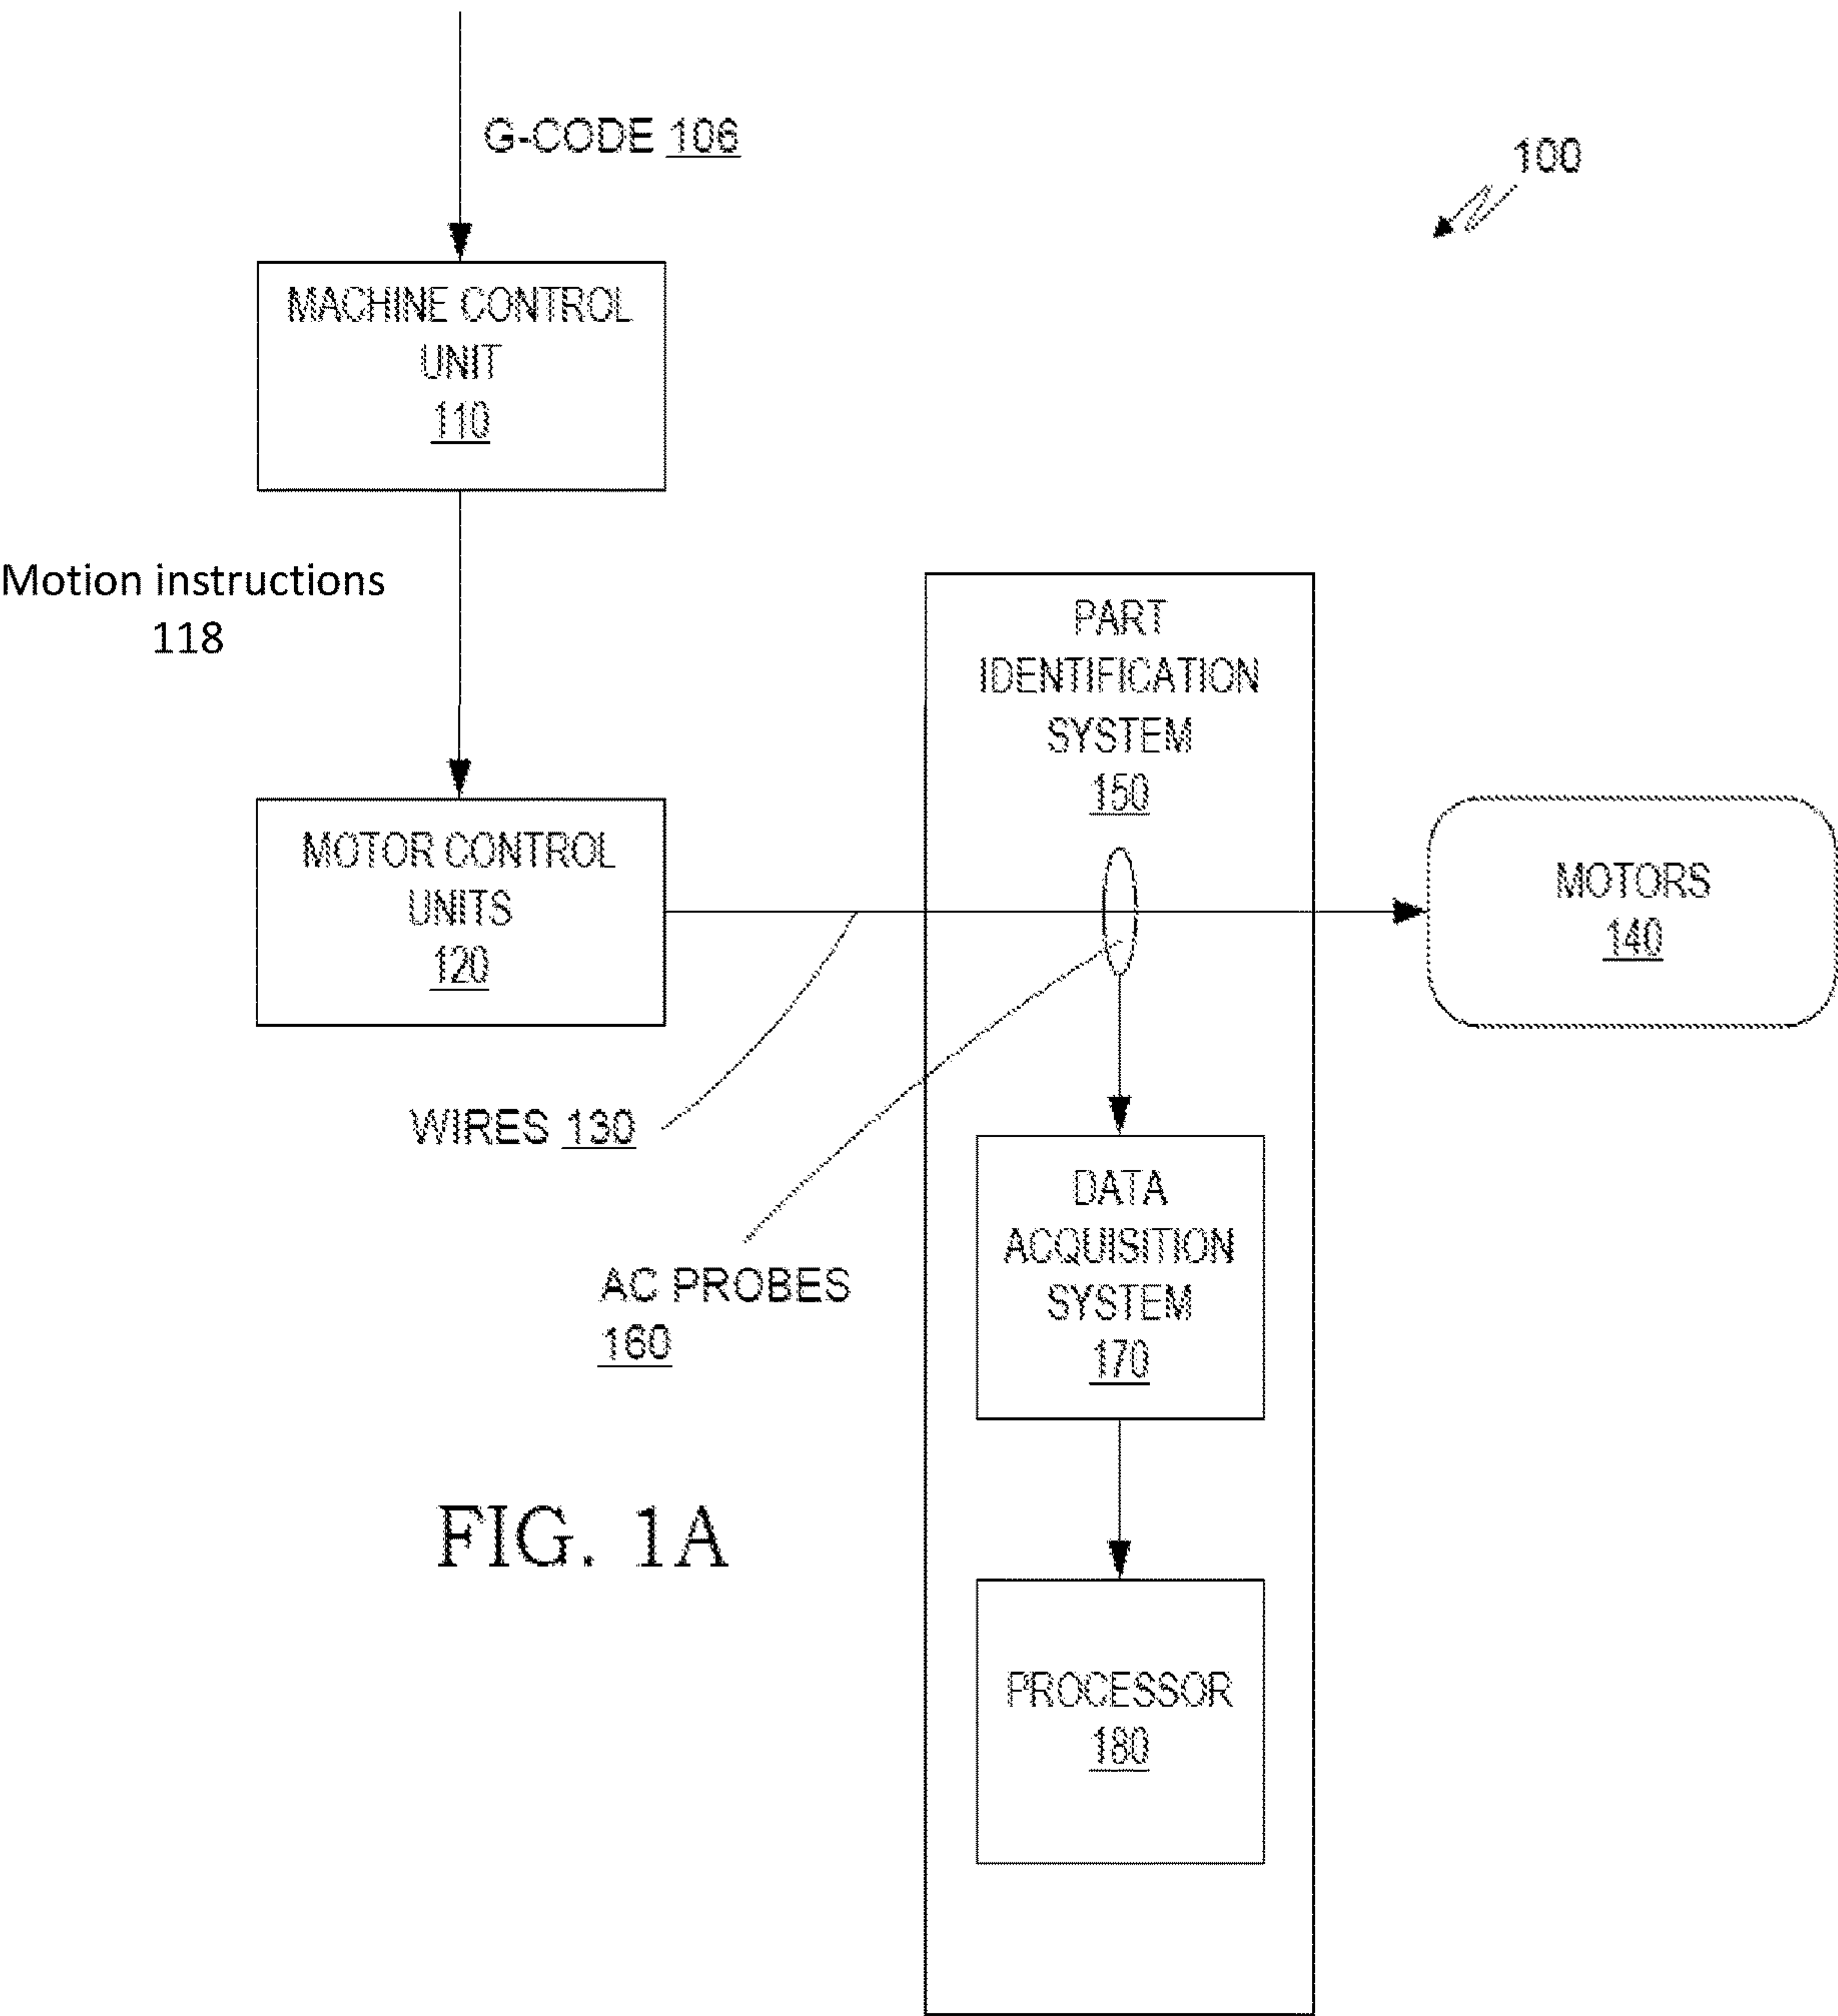 G-CODE 106
100
MACHINE CONTROL
UNIT
110
Motion instructions
118
PART
IDENTIFICATION
SYSTEM
150
MOTOR CONTROL
UNITS
120
MOTORS
140
WIRES 130
AC PROBES
160
DATA
ACQUISITION
SYSTEM
170
FIG. 1A
PROCESSOR
180